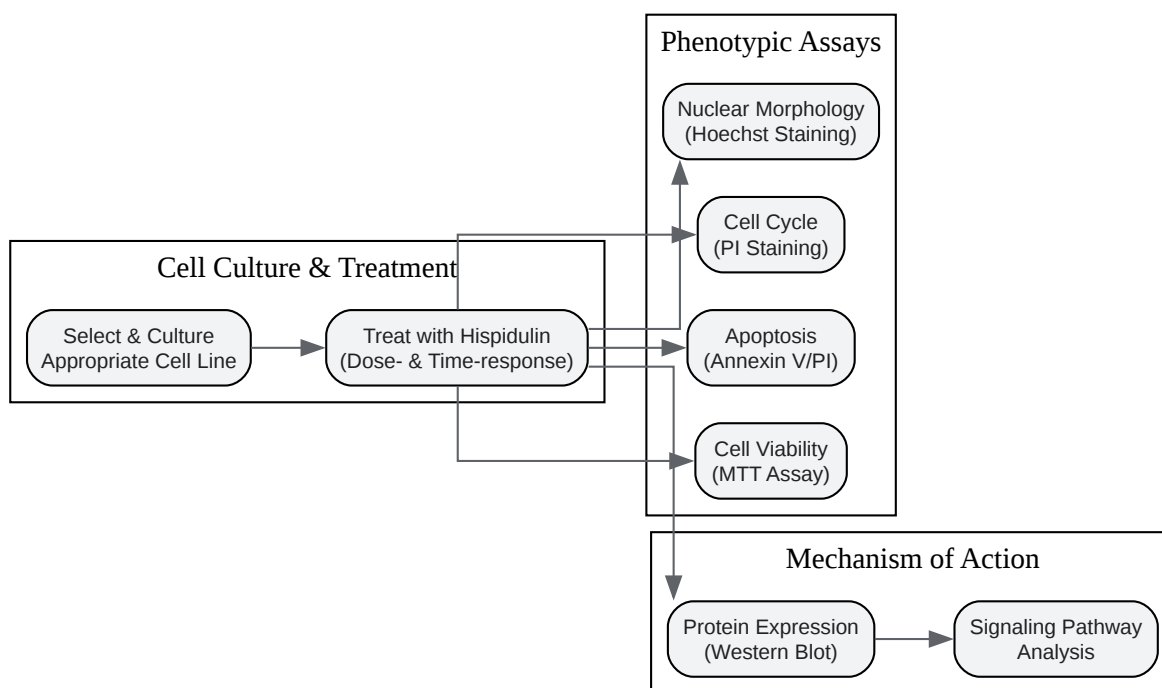 Phenotypic Assays
Nuclear Morphology
(Hoechst Staining)
Cell Cycle
(PI Staining)
Cell Culture & Treatment
Select & Culture
Appropriate Cell Line
Treat with Hispidulin
(Dose- & Time-response)
Apoptosis
(Annexin V/PI)
Cell Viability
(MTT Assay)
Mechanism of Action
Protein Expression
(Western Blot)
Signaling Pathway
Analysis